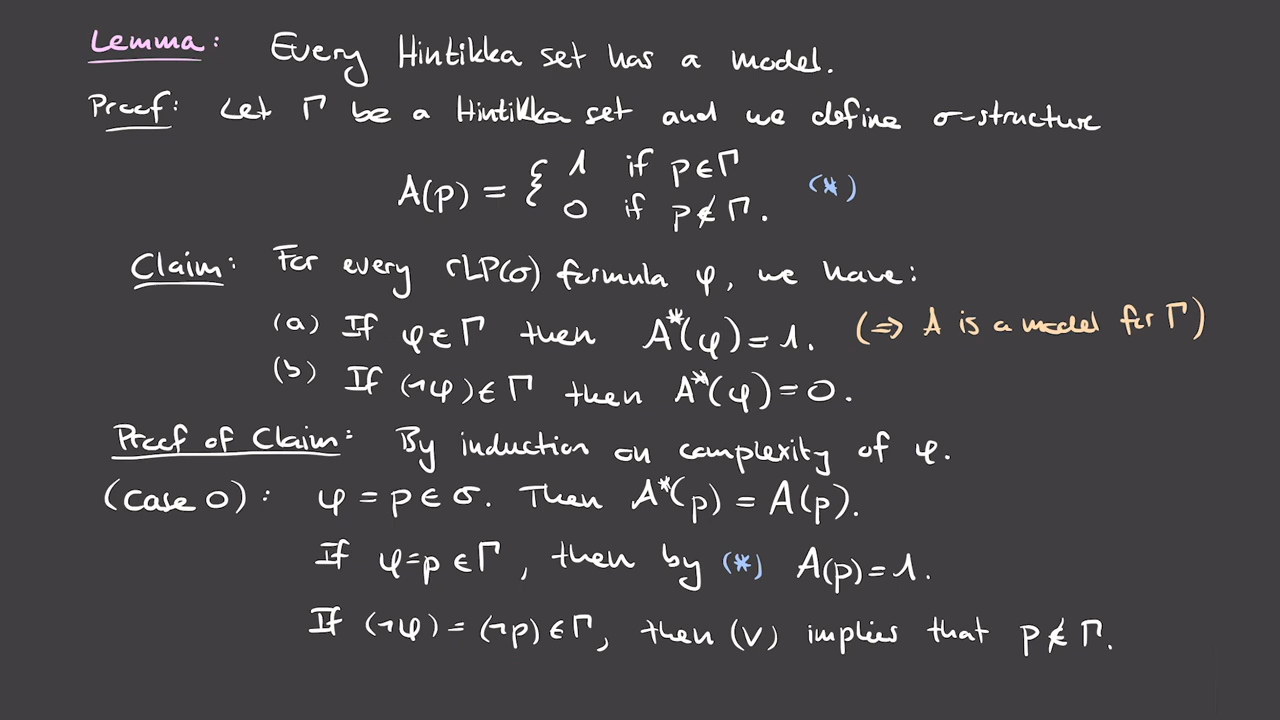 Lemma: Every Hintikka set has a model.
Proof: Let Γ be a Hintikka set and we define σ-structure
A(p) = { 1 if p∈Γ (*)
0 if p∉Γ.
Claim: For every rLP(σ) formula φ, we have:
(a) If φ∈Γ then A*(φ)=1. (⇒ A is a model for Γ)
(b) If (¬φ)∈Γ then A*(φ)=0.
Proof of Claim: By induction on complexity of φ.
(Case 0): φ=p∈σ. Then A*(p)=A(p).
If φ=p∈Γ, then by (*) A(p)=1.
If (¬φ)=(¬p)∈Γ, then (v) implies that p∉Γ.